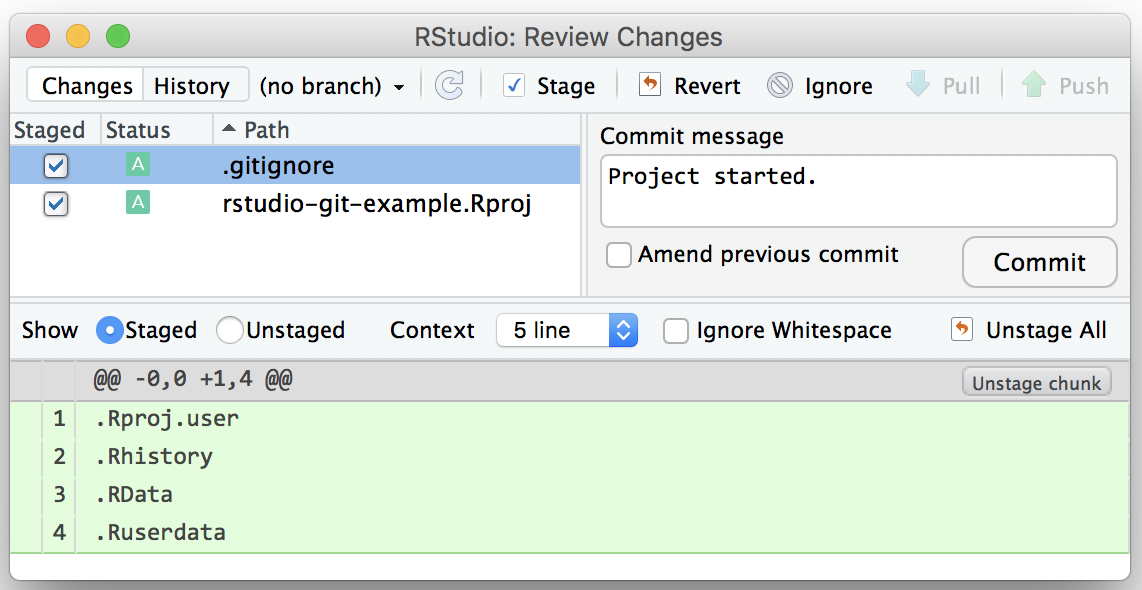 RStudio: Review Changes
Changes History (no branch) Stage Revert Ignore Pull Push
Staged Status Path
A .gitignore
A rstudio-git-example.Rproj
Commit message
Project started.
Amend previous commit Commit
Show Staged Unstaged Context 5 line Ignore Whitespace Unstage All
@@ -0,0 +1,4 @@ Unstage chunk
1 .Rproj.user
2 .Rhistory
3 .RData
4 .Ruserdata